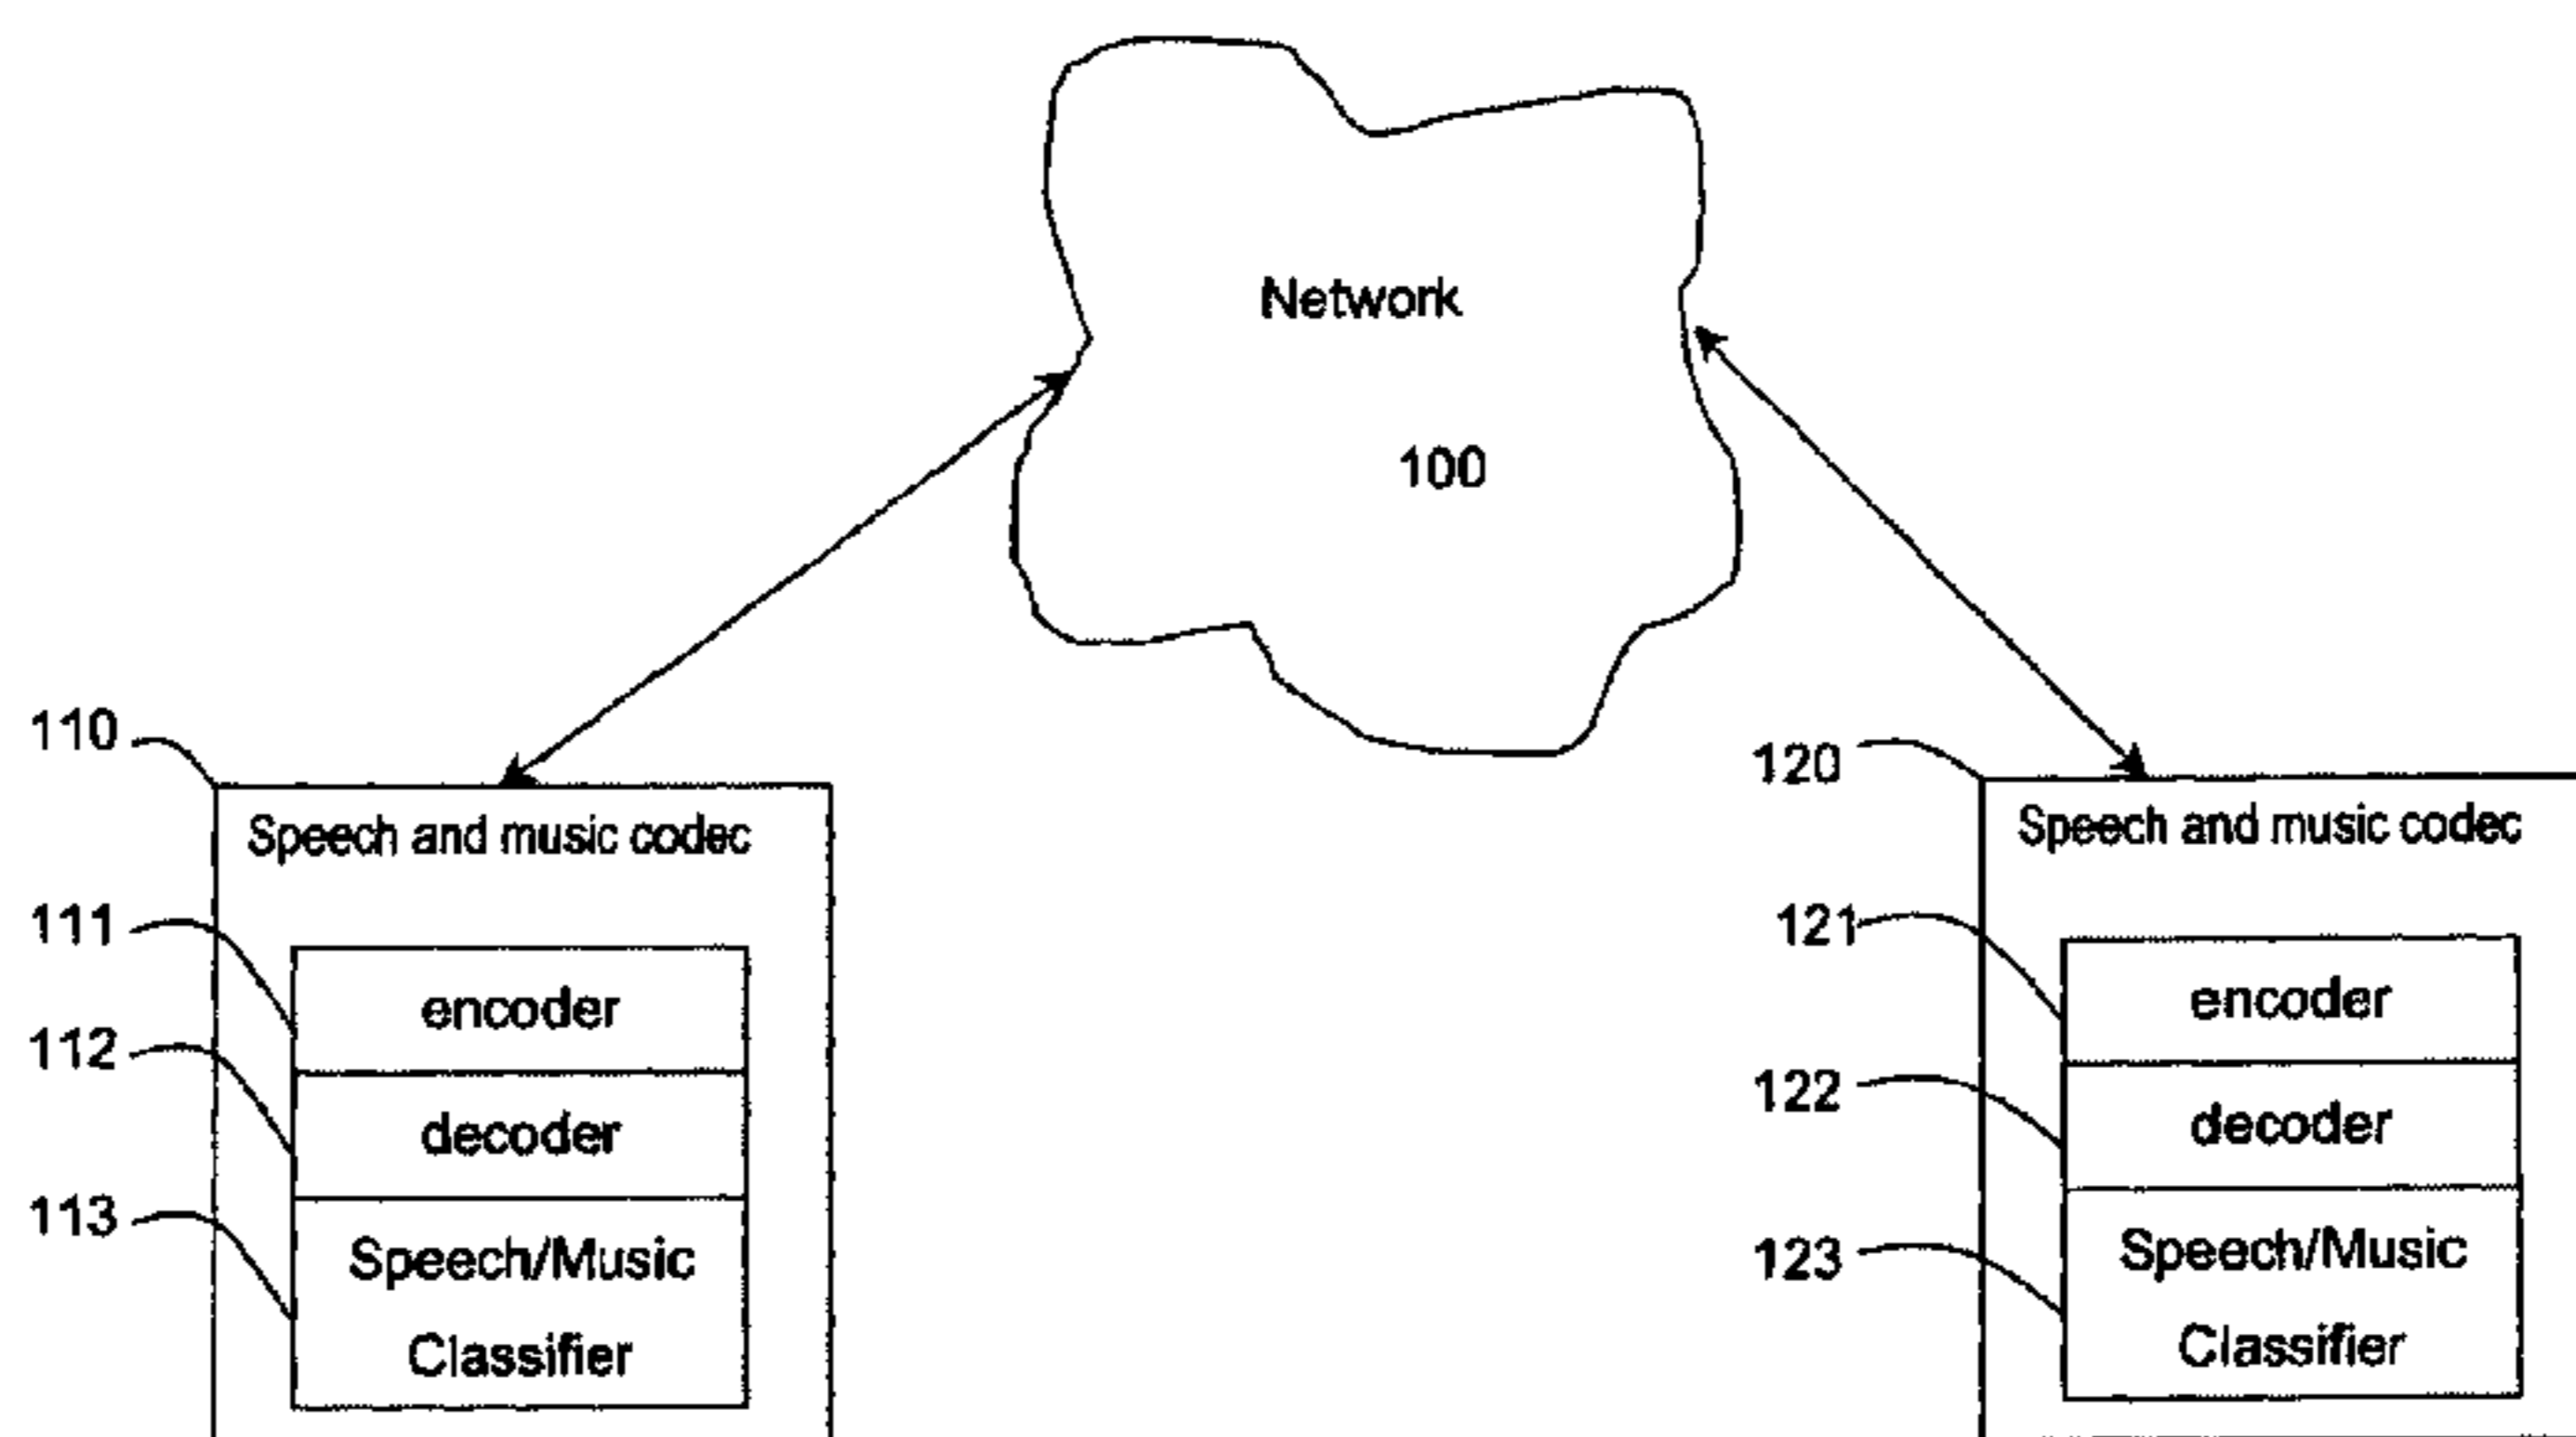 Network
100
110
Speech and music codec
111
encoder
112
decoder
113
Speech/Music
Classifier
120
Speech and music codec
121
encoder
122
decoder
123
Speech/Music
Classifier